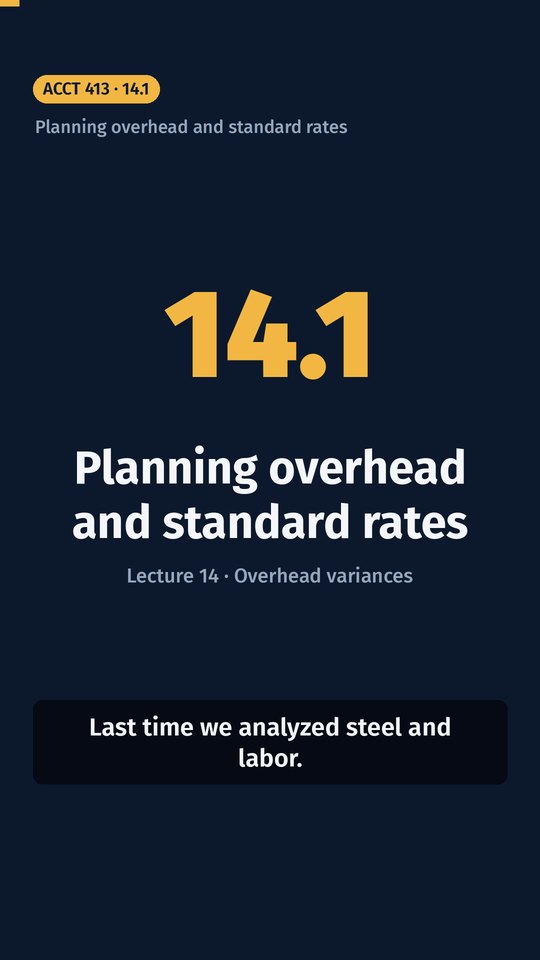 ACCT 413 · 14.1
Planning overhead and standard rates
14.1
Planning overhead
and standard rates
Lecture 14 · Overhead variances
Last time we analyzed steel and
labor.